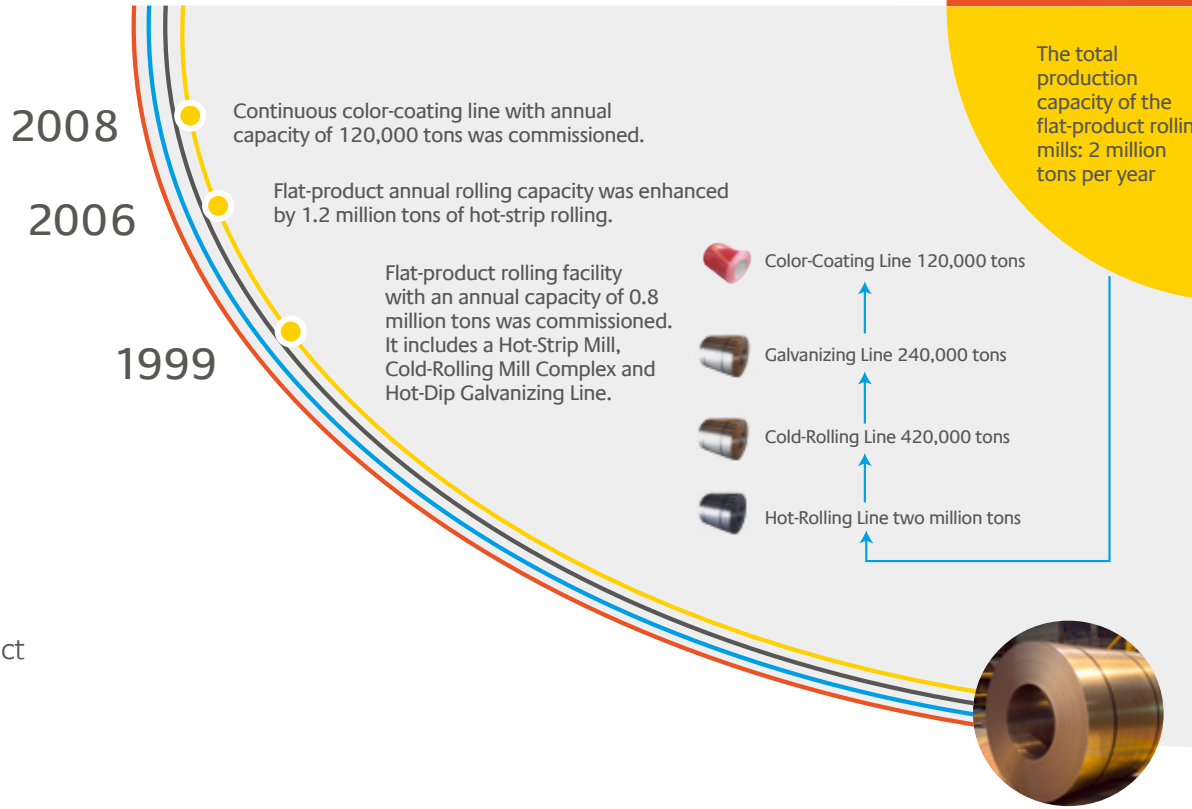 The total
production
capacity of the
flat-product
mills: 2 million
tons per year
2008
Continuous color-coating line with annual
capacity of 120,000 tons was commissioned.
2006
Flat-product annual rolling capacity was enhanced
by 1.2 million tons of hot-strip rolling.
1999
Flat-product rolling facility
with an annual capacity of 0.8
million tons was commissioned.
It includes a Hot-Strip Mill,
Cold-Rolling Mill Complex and
Hot-Dip Galvanizing Line.
Color-Coating Line 120,000 tons
Galvanizing Line 240,000 tons
Cold-Rolling Line 420,000 tons
Hot-Rolling Line two million tons
ct